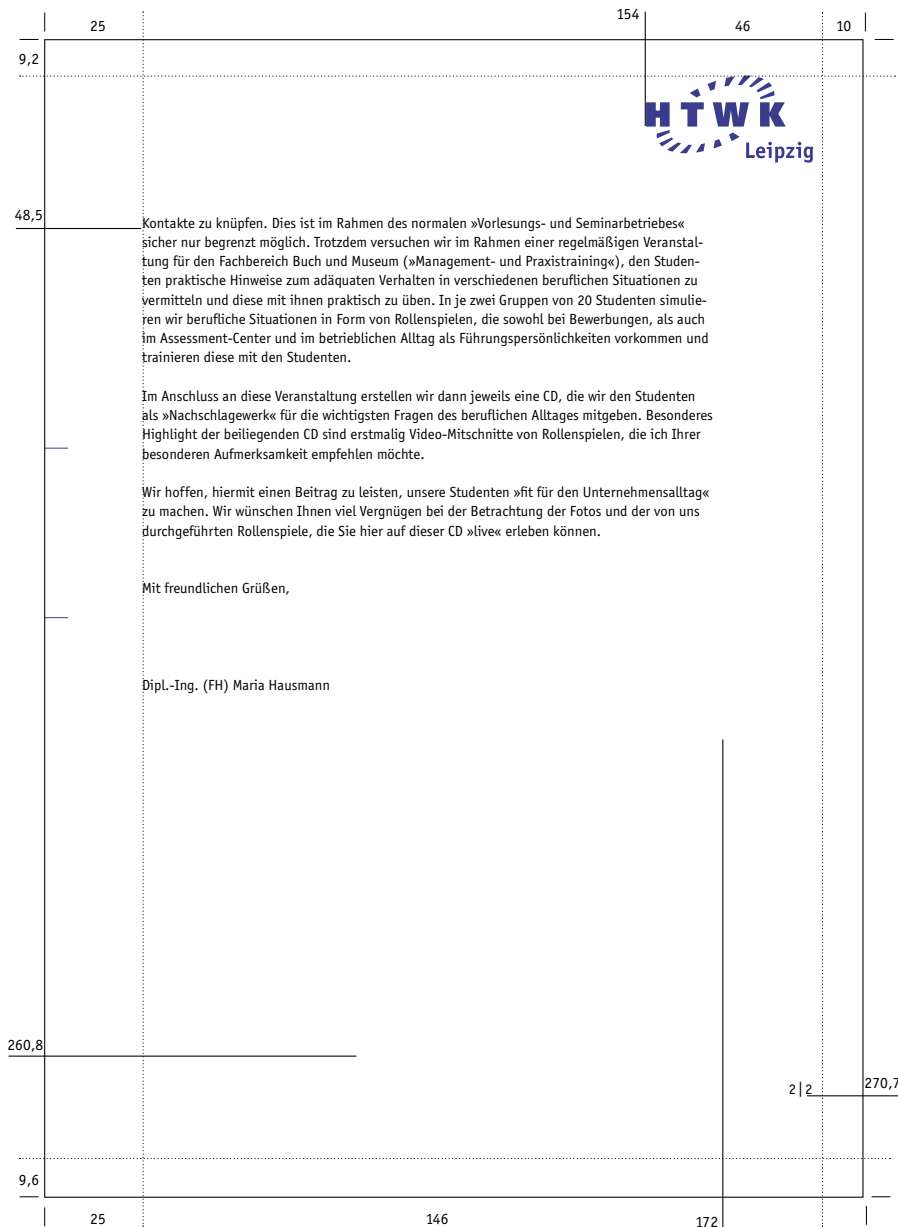 154
25
46
10
9,2
HTWK
Leipzig
48,5
Kontakte zu knüpfen. Dies ist im Rahmen des normalen »Vorlesungs- und Seminarbetriebes«
sicher nur begrenzt möglich. Trotzdem versuchen wir im Rahmen einer regelmäßigen Veranstal-
tung für den Fachbereich Buch und Museum (»Management- und Praxistraining«), den Studen-
ten praktische Hinweise zum adäquaten Verhalten in verschiedenen beruflichen Situationen zu
vermitteln und diese mit ihnen praktisch zu üben. In je zwei Gruppen von 20 Studenten simulie-
ren wir berufliche Situationen in Form von Rollenspielen, die sowohl bei Bewerbungen, als auch
im Assessment-Center und im betrieblichen Alltag als Führungspersönlichkeiten vorkommen und
trainieren diese mit den Studenten.
Im Anschluss an diese Veranstaltung erstellen wir dann jeweils eine CD, die wir den Studenten
als »Nachschlagewerk« für die wichtigsten Fragen des beruflichen Alltages mitgeben. Besonderes
Highlight der beiliegenden CD sind erstmalig Video-Mitschnitte von Rollenspielen, die ich Ihrer
besonderen Aufmerksamkeit empfehlen möchte.
Wir hoffen, hiermit einen Beitrag zu leisten, unsere Studenten »fit für den Unternehmensalltag«
zu machen. Wir wünschen Ihnen viel Vergnügen bei der Betrachtung der Fotos und der von uns
durchgeführten Rollenspiele, die Sie hier auf dieser CD »live« erleben können.
Mit freundlichen Grüßen,
Dipl.-Ing. (FH) Maria Hausmann
260,8
2|2
270,7
9,6
25
146
172